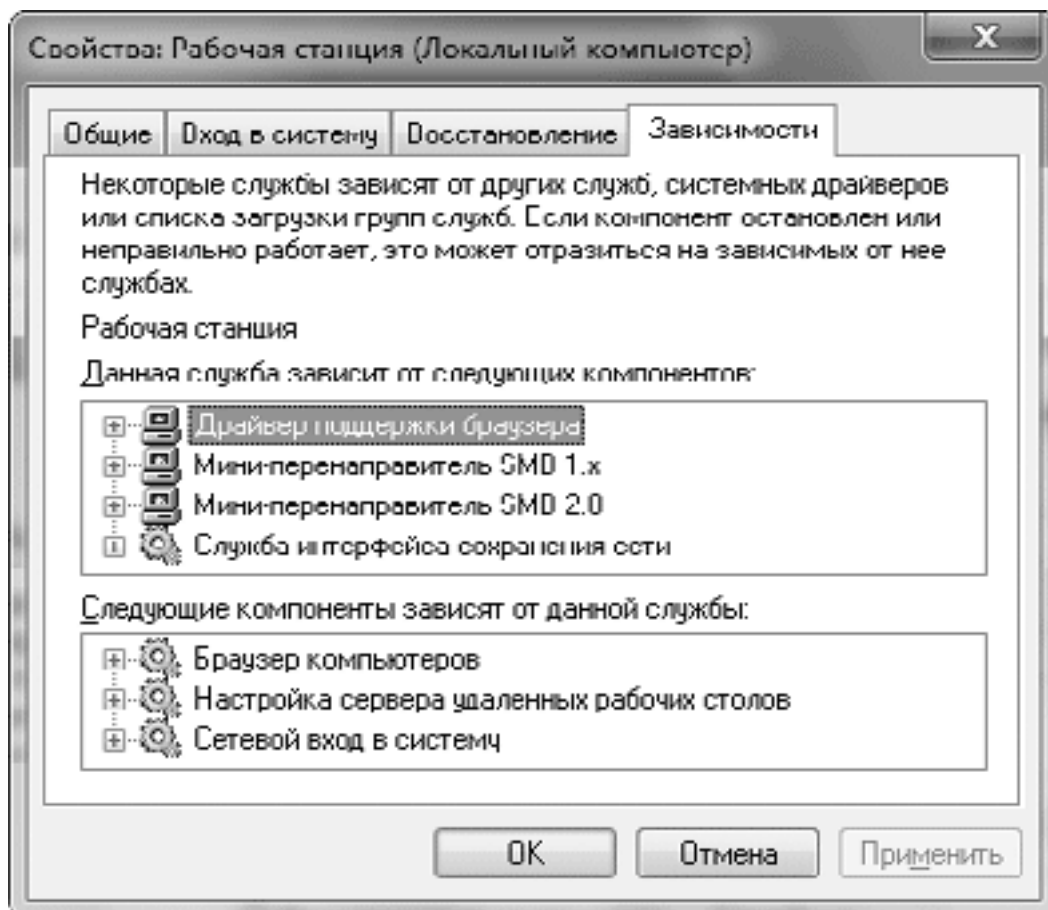 Свойства: Рабочая станция (Локальный компьютер)
X
Общие
Вход в систему
Восстановление
Зависимости
Некоторые службы зависят от других служб, системных драйверов
или списка загрузки групп служб. Если компонент остановлен или
неправильно работает, это может отразиться на зависимых от нее
службах.
Рабочая станция
Данная служба зависит от следующих компонентов:
Драйвер поддержки браузера
Мини-перенаправитель SMB 1.x
Мини-перенаправитель SMB 2.0
Служба интерфейса сохранения сети
Следующие компоненты зависят от данной службы:
Браузер компьютеров
Настройка сервера удаленных рабочих столов
Сетевой вход в систему
OK
Отмена
Применить